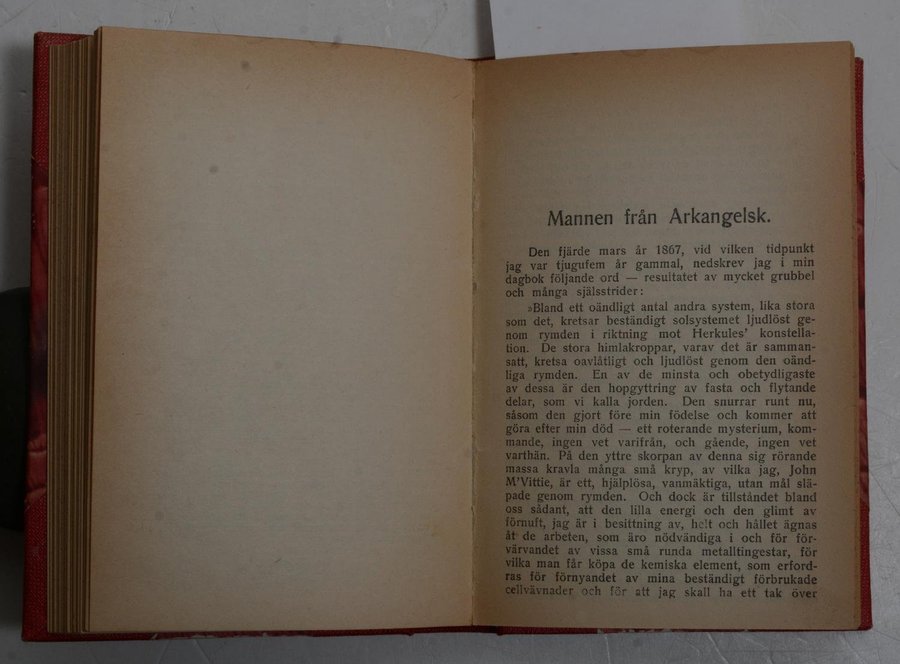 Mannen från Arkangelsk.
Den fjärde mars år 1867, vid vilken tidpunkt
jag var tjugufem år gammal, nedskrev jag i min
dagbok följande ord — resultatet av mycket grubbel
och många själsstrider:
»Bland ett oändligt antal andra system, lika stora
som det, kretsar beständigt solsystemet ljudlöst ge-
nom rymden i riktning mot Herkules' konstella-
tion. De stora himlakroppar, varav det är samman-
satt, kretsa oavlåtligt och ljudlöst genom den oänd-
liga rymden. En av de minsta och obetydligaste
av dessa är den hopgyttring av fasta och flytande
delar, som vi kalla jorden. Den snurrar runt nu,
såsom den gjort före min födelse och kommer att
göra efter min död — ett roterande mysterium, kom-
mande, ingen vet varifrån, och gående, ingen vet
varthän. På den yttre skorpan av denna sig rörande
massa kravla många små kryp, av vilka jag, John
M'Vittie, är ett, hjälplösa, vanmäktiga, utan mål slä-
pade genom rymden. Och dock är tillståndet bland
oss sådant, att den lilla energi och den glimt av
förnuft, jag är i besittning av, helt och hållet ägnas
åt de arbeten, som äro nödvändiga i och för för-
värvandet av vissa små runda metalltingestar, för
vilka man får köpa de kemiska element, som erford-
ras för förnyandet av mina beständigt förbrukade
cellvävnader och för att jag skall ha ett tak över